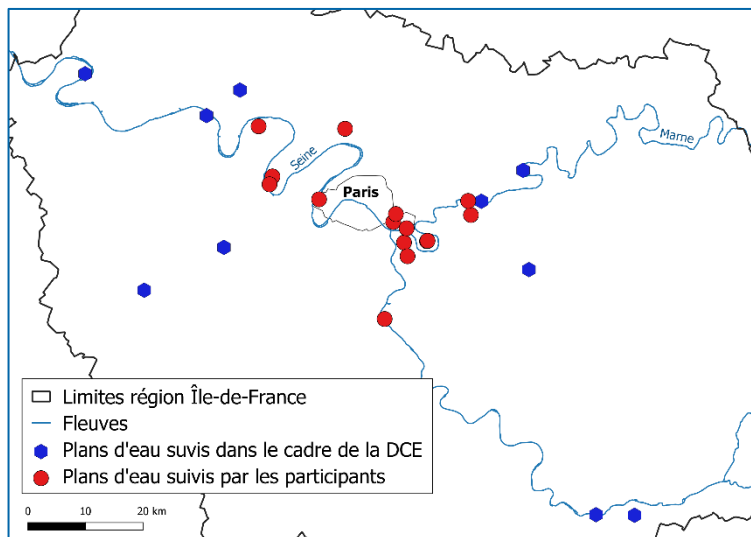 Marne
Seine
Paris
Limites région Île-de-France
Fleuves
Plans d'eau suvis dans le cadre de la DCE
Plans d'eau suivis par les participants
0 10 20 km